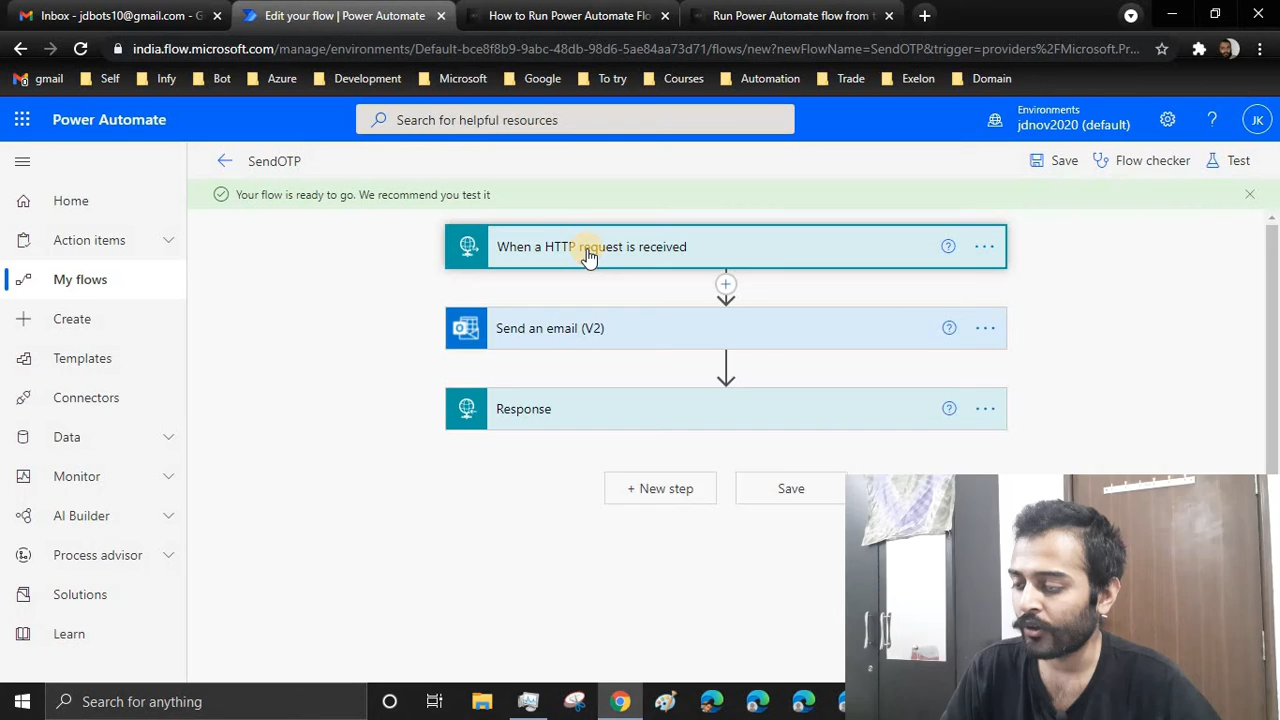 Inbox - jdbots10@gmail.com - G
Edit your flow | Power Automate
How to Run Power Automate Fl
Run Power Automate flow from
india.flow.microsoft.com/manage/environments/Default-bce8f8b9-9abc-48db-98d6-5ae84aa73d71/flows/new?newFlowName=SendOTP&trigger=providers%2FMicrosoft.Pr...
gmail
Self
Infy
Bot
Azure
Development
Microsoft
Google
To try
Courses
Automation
Trade
Exelon
Domain
Power Automate
Search for helpful resources
Environments
jdnov2020 (default)
JK
SendOTP
Save
Flow checker
Test
Your flow is ready to go. We recommend you test it
Home
Action items
My flows
Create
Templates
Connectors
Data
Monitor
AI Builder
Process advisor
Solutions
Learn
When a HTTP request is received
Send an email (V2)
Response
+ New step
Save
Search for anything